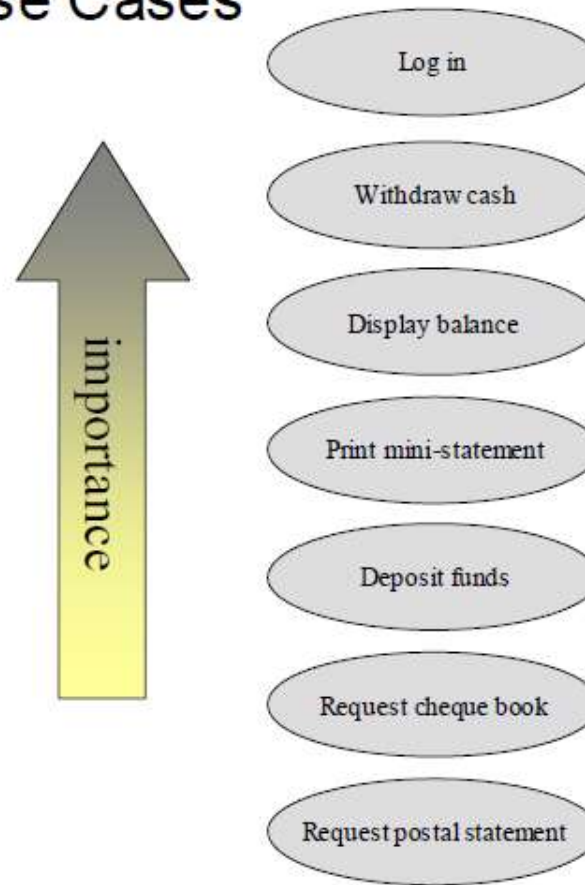 Cases
Log in
Withdraw cash
Display balance
importance
Print mini-statement
Deposit funds
Request cheque book
Request postal statement